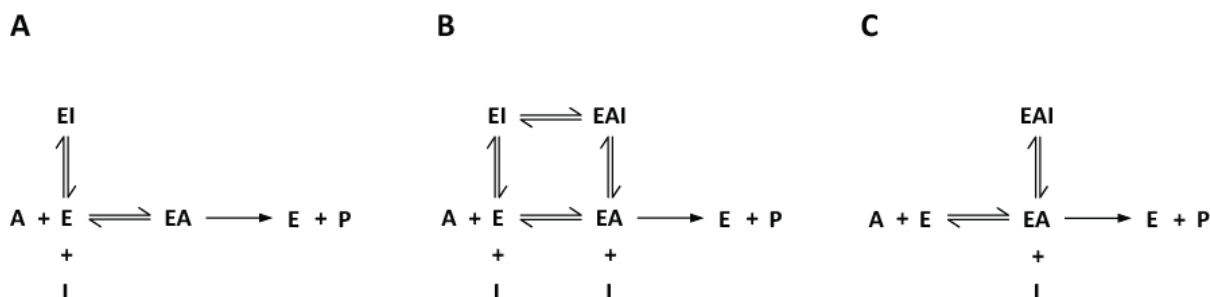 A B C
EI EI EAI EAI
A + E EA E + P A + E EA E + P A + E EA E + P
+ + + +
I I I I